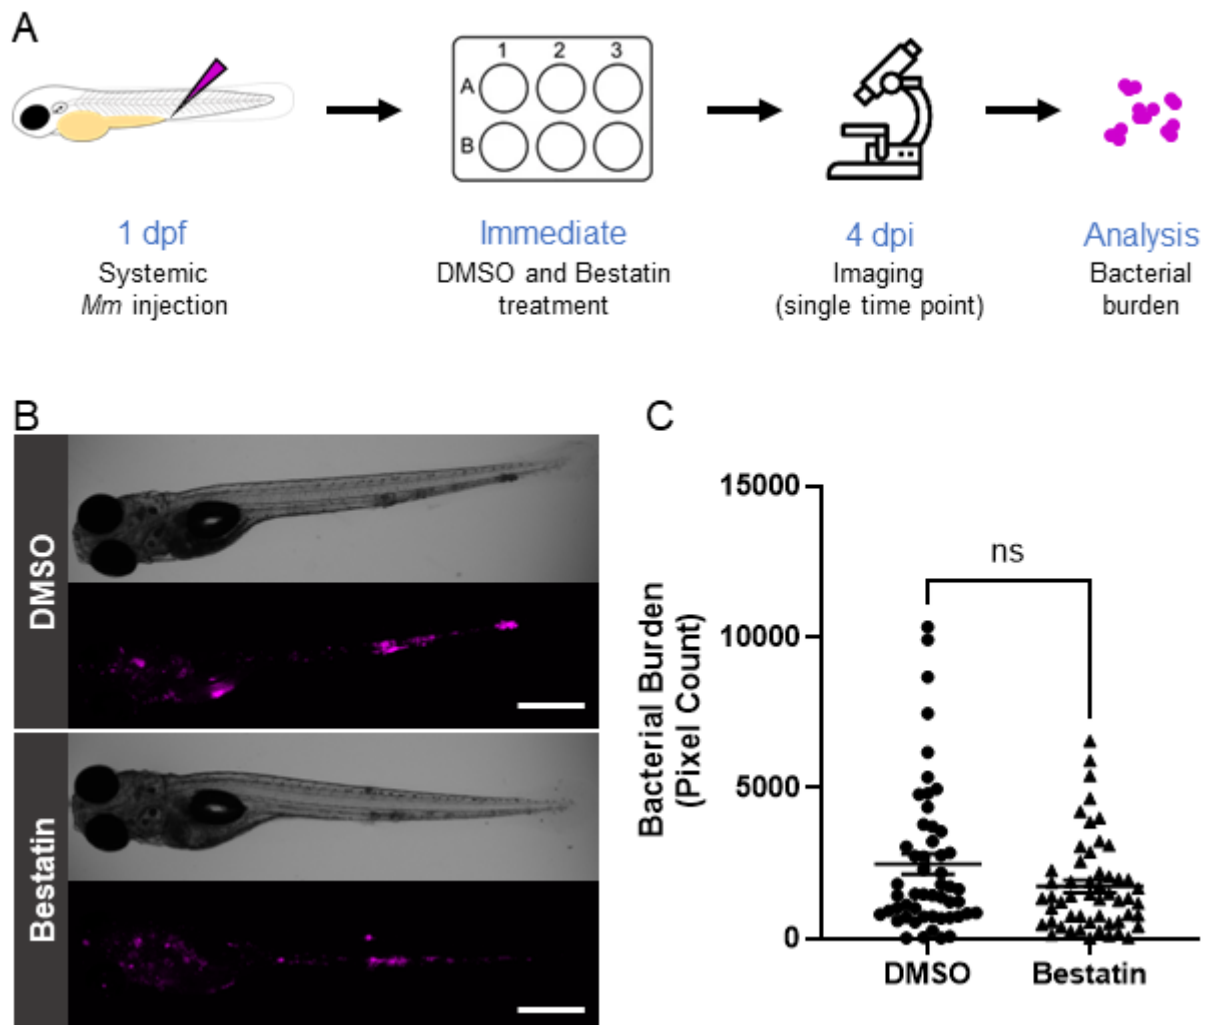 A
1 2 3
A
B
1 dpf
Systemic
Mm injection
Immediate
DMSO and Bestatin
treatment
4 dpi
Imaging
(single time point)
Analysis
Bacterial
burden
B
DMSO
Bestatin
C
Bacterial Burden
(Pixel Count)
15000
10000
5000
0
ns
DMSO
Bestatin